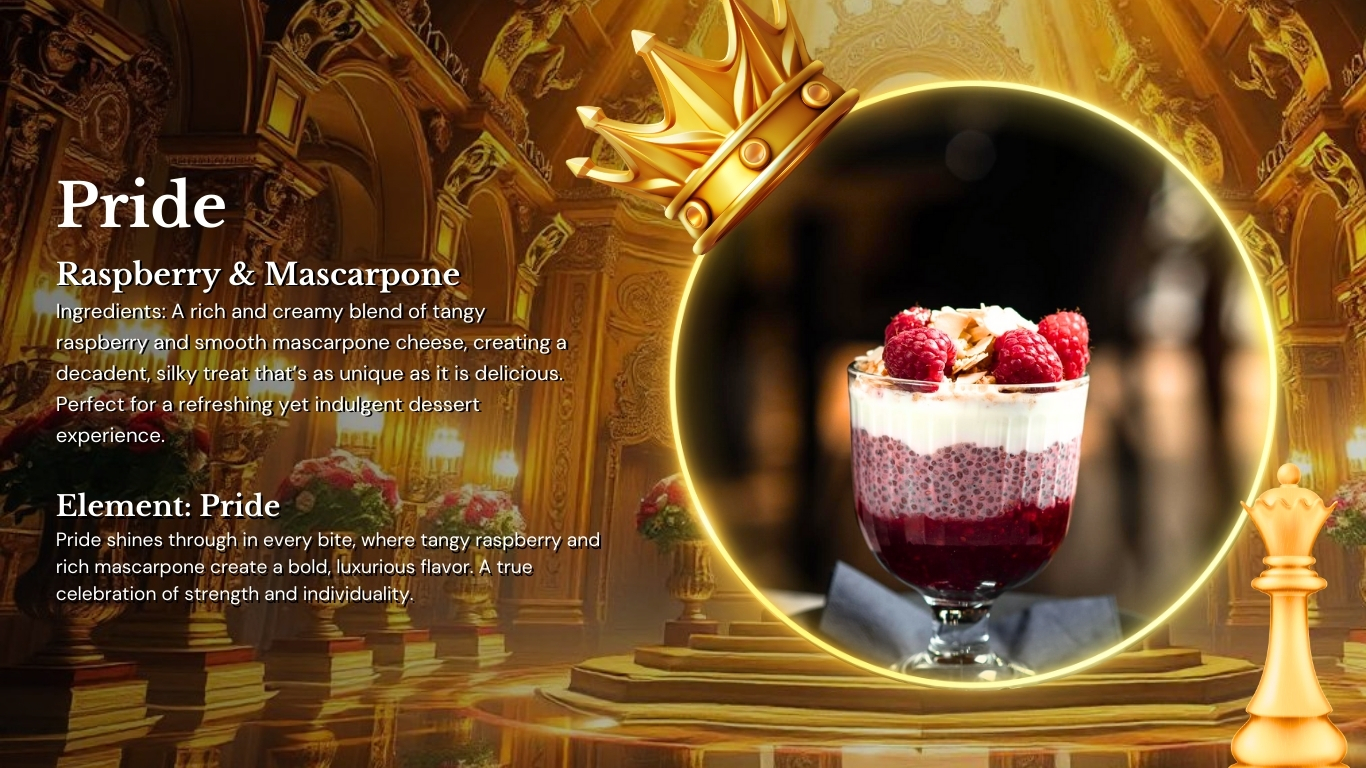 Pride
Raspberry & Mascarpone
Ingredients: A rich and creamy blend of tangy
raspberry and smooth mascarpone cheese, creating a
decadent, silky treat that's as unique as it is delicious.
Perfect for a refreshing yet indulgent dessert
experience.
Element: Pride
Pride shines through in every bite, where tangy raspberry and
rich mascarpone create a bold, luxurious flavor. A true
celebration of strength and individuality.